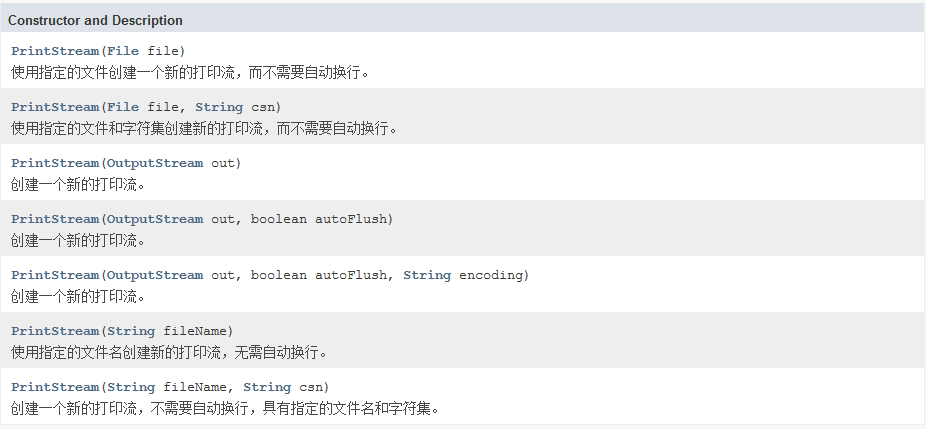 Constructor and Description
PrintStream(File file)
使用指定的文件创建一个新的打印流，而不需要自动换行。
PrintStream(File file, String csn)
使用指定的文件和字符集创建新的打印流，而不需要自动换行。
PrintStream(OutputStream out)
创建一个新的打印流。
PrintStream(OutputStream out, boolean autoFlush)
创建一个新的打印流。
PrintStream(OutputStream out, boolean autoFlush, String encoding)
创建一个新的打印流。
PrintStream(String fileName)
使用指定的文件名创建新的打印流，无需自动换行。
PrintStream(String fileName, String csn)
创建一个新的打印流，不需要自动换行，具有指定的文件名和字符集。